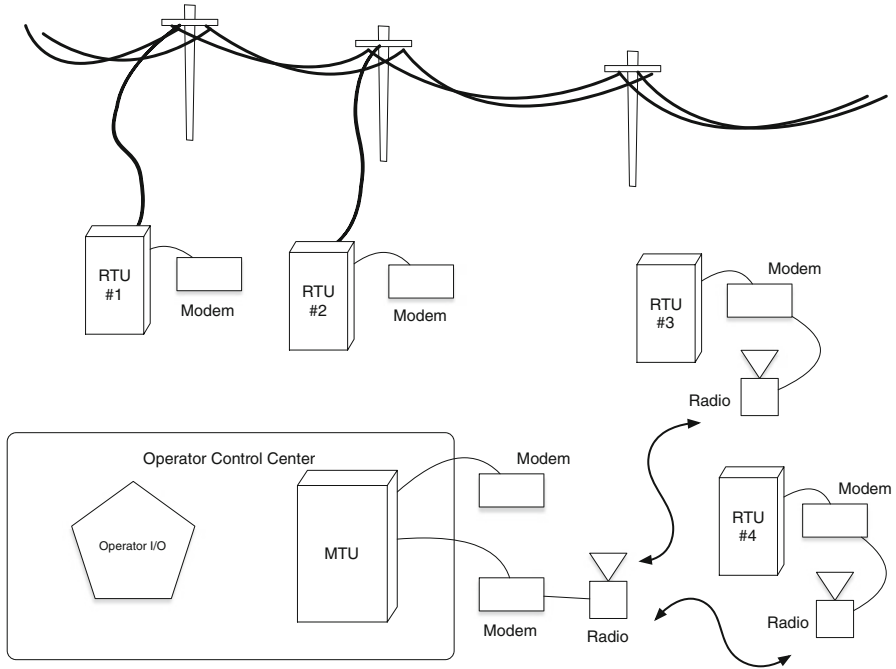 RTU
#1
Modem
RTU
#2
Modem
RTU
#3
Modem
Radio
Operator Control Center
Operator I/O
MTU
Modem
Modem
Radio
RTU
#4
Modem
Radio